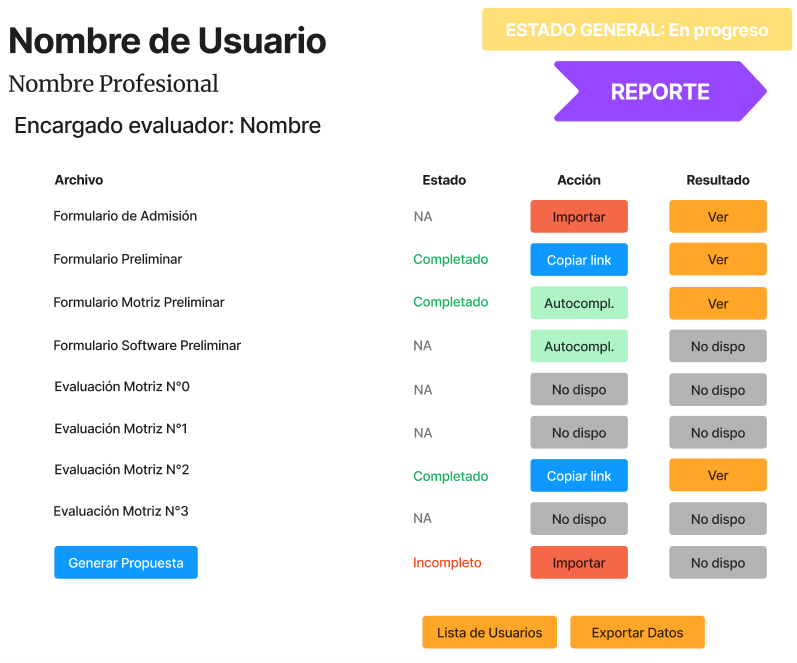 Nombre de Usuario
ESTADO GENERAL: En progreso
Nombre Profesional
REPORTE
Encargado evaluador: Nombre
Archivo Estado Acción Resultado
Formulario de Admisión NA Importar Ver
Formulario Preliminar Completado Copiar link Ver
Formulario Motriz Preliminar Completado Autocompl. Ver
Formulario Software Preliminar NA Autocompl. No dispo
Evaluación Motriz N°0 NA No dispo No dispo
Evaluación Motriz N°1 NA No dispo No dispo
Evaluación Motriz N°2 Completado Copiar link Ver
Evaluación Motriz N°3 NA No dispo No dispo
Generar Propuesta Incompleto Importar No dispo
Lista de Usuarios Exportar Datos